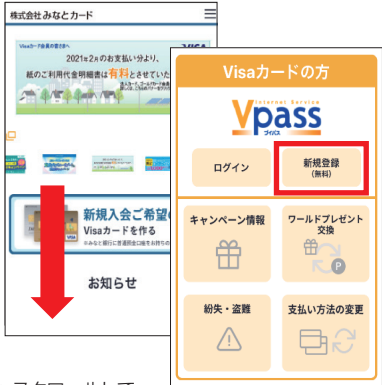 株式会社みなとカード
Visaカード会員の皆さまへ
VISA
2021年2月のお支払い分より、
紙のご利用代金明細書は有料とさせていた
新規入会ご希望の
Visaカードを作る
お知らせ
Visaカードの方
Internet Service
Vpass
ブイパス
ログイン
新規登録
(無料)
キャンペーン情報
ワールドプレゼント
交換
P
紛失・盗難
支払い方法の変更